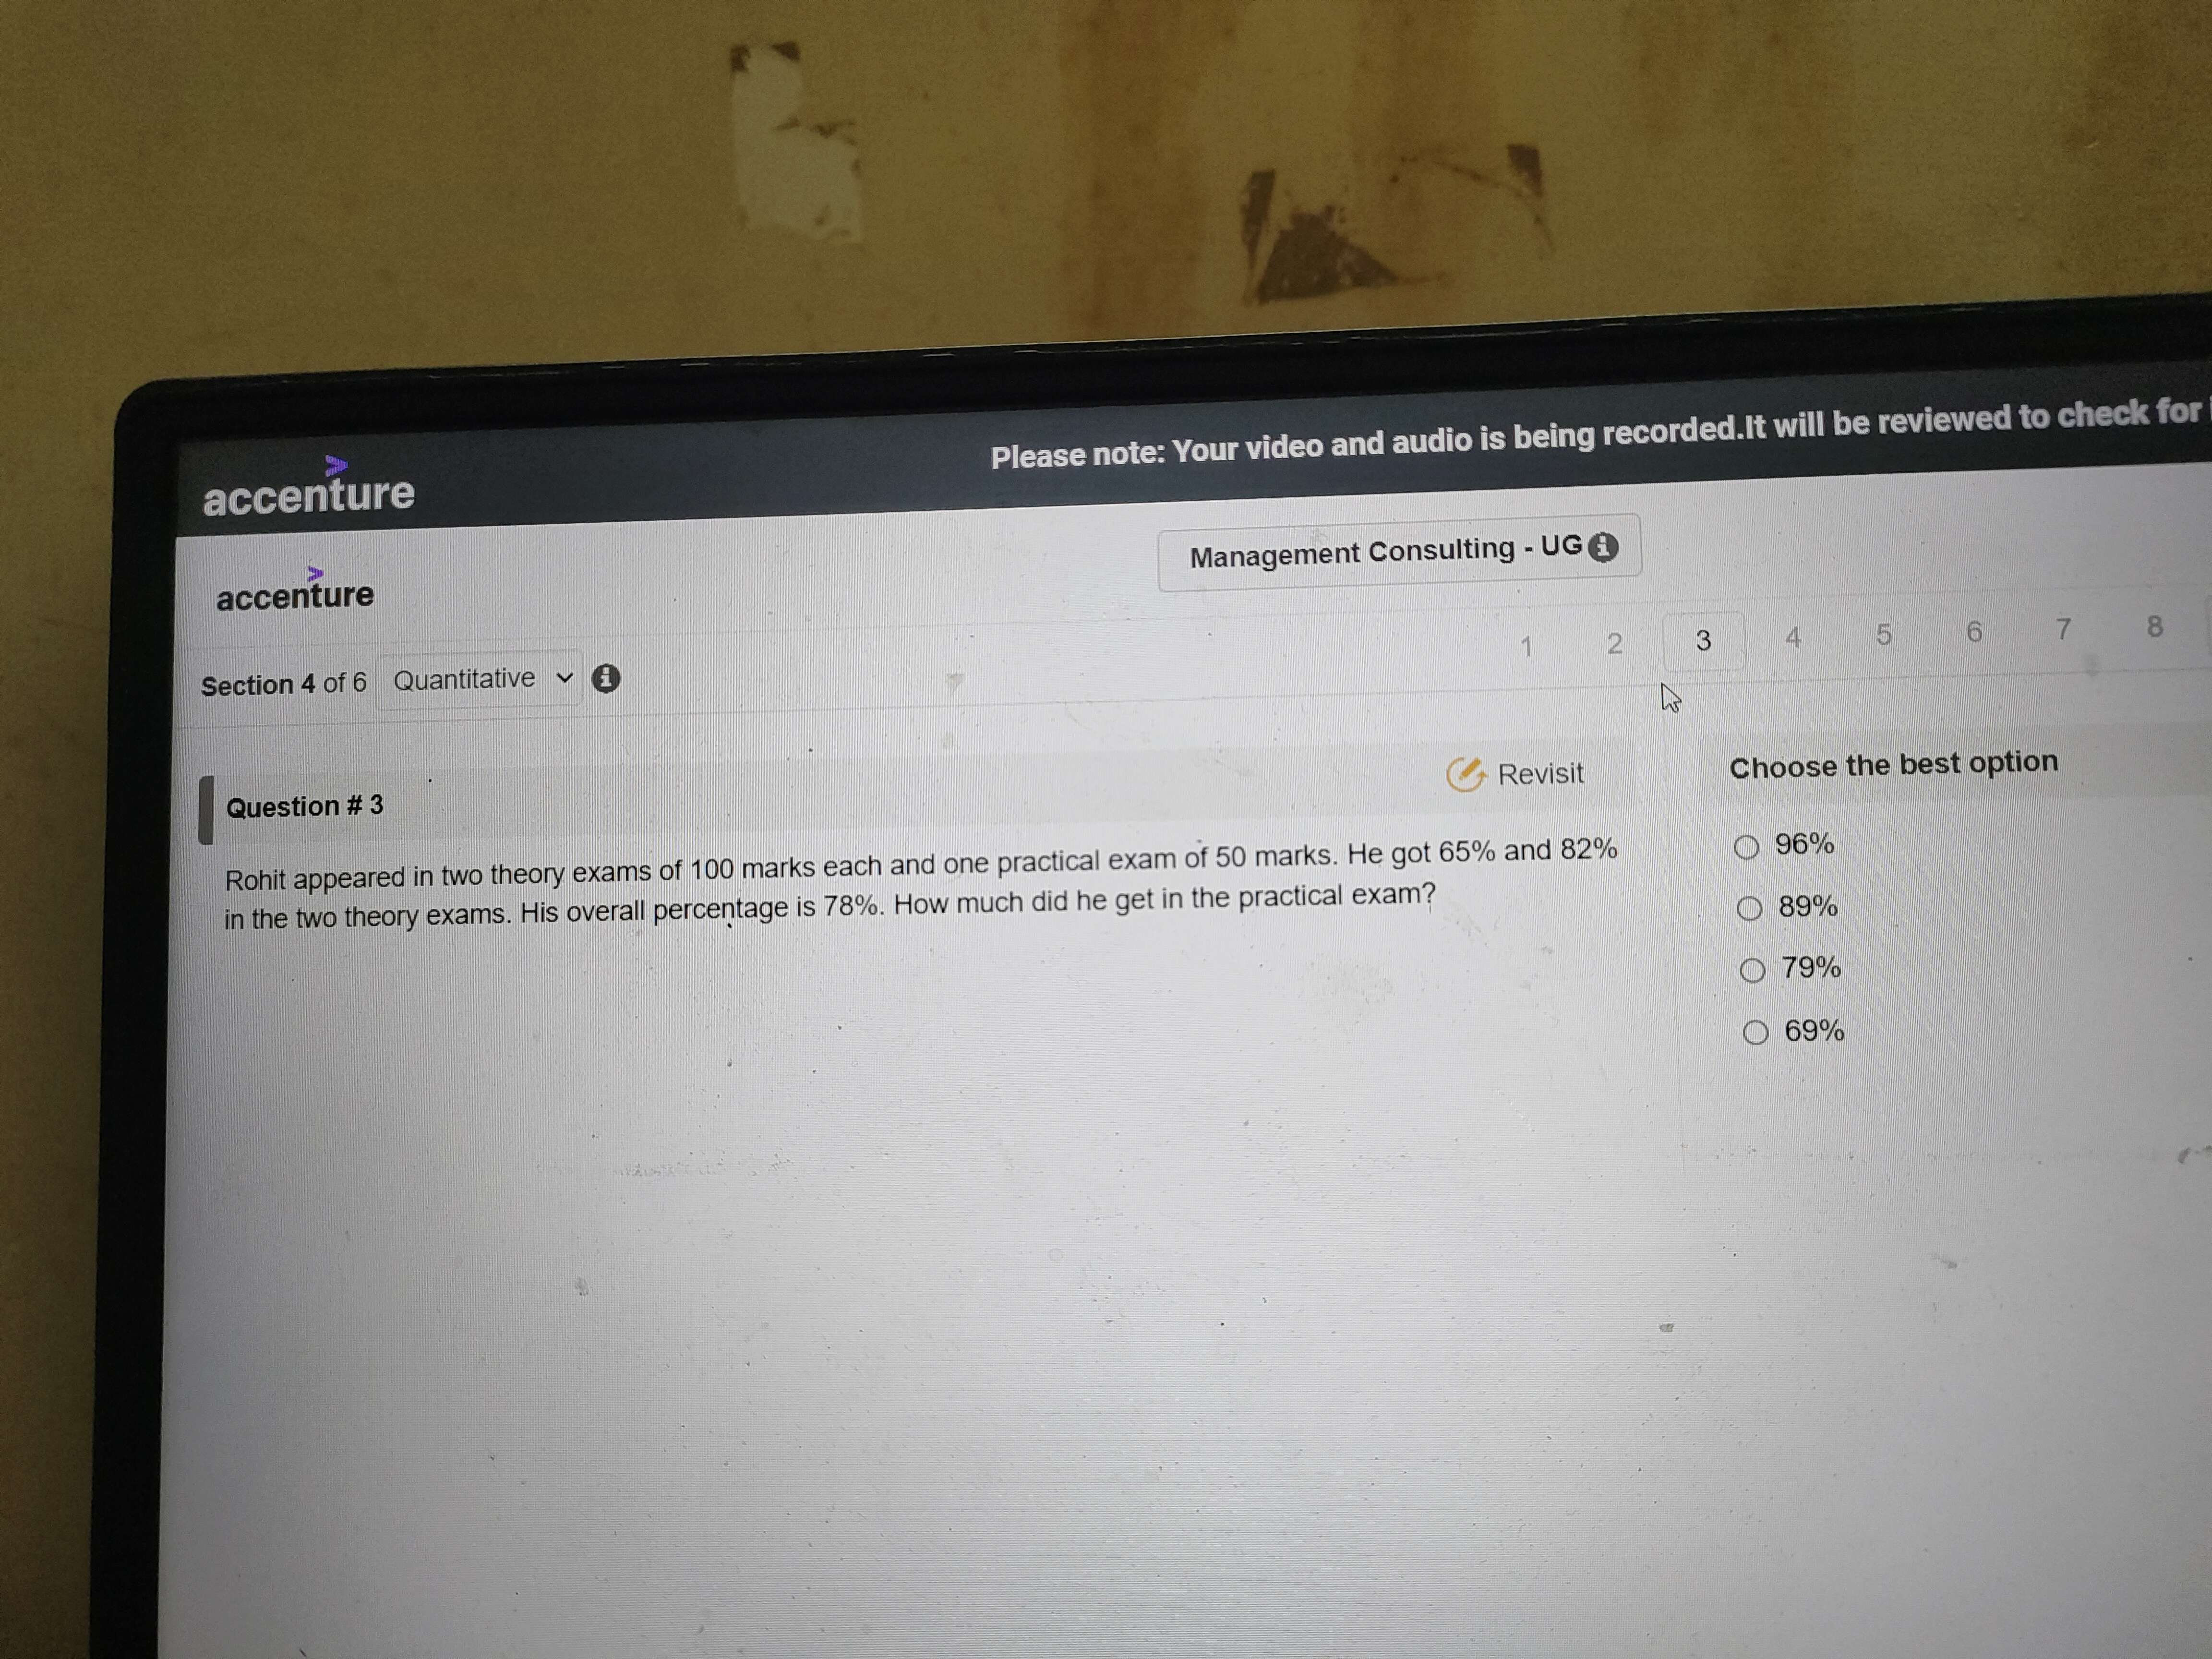 Please note: Your video and audio is being recorded.It will be reviewed to check for
accenture
Management Consulting - UG
accenture
Section 4 of 6 Quantitative
1 2 3 4 5 6 7 8
Question # 3
Revisit
Rohit appeared in two theory exams of 100 marks each and one practical exam of 50 marks. He got 65% and 82%
in the two theory exams. His overall percentage is 78%. How much did he get in the practical exam?
Choose the best option
96%
89%
79%
69%